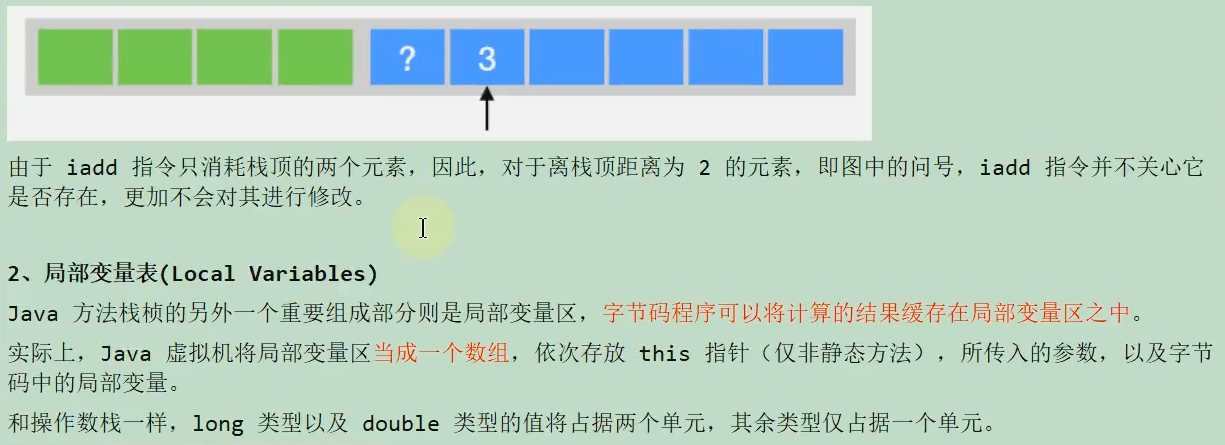 ? 3
由于 iadd 指令只消耗栈顶的两个元素，因此，对于离栈顶距离为 2 的元素，即图中的问号，iadd 指令并不关心它
是否存在，更加不会对其进行修改。
2、局部变量表(Local Variables)
Java 方法栈桢的另外一个重要组成部分则是局部变量区，字节码程序可以将计算的结果缓存在局部变量区之中。
实际上，Java 虚拟机将局部变量区当成一个数组，依次存放 this 指针（仅非静态方法），所传入的参数，以及字节
码中的局部变量。
和操作数栈一样，long 类型以及 double 类型的值将占据两个单元，其余类型仅占据一个单元。